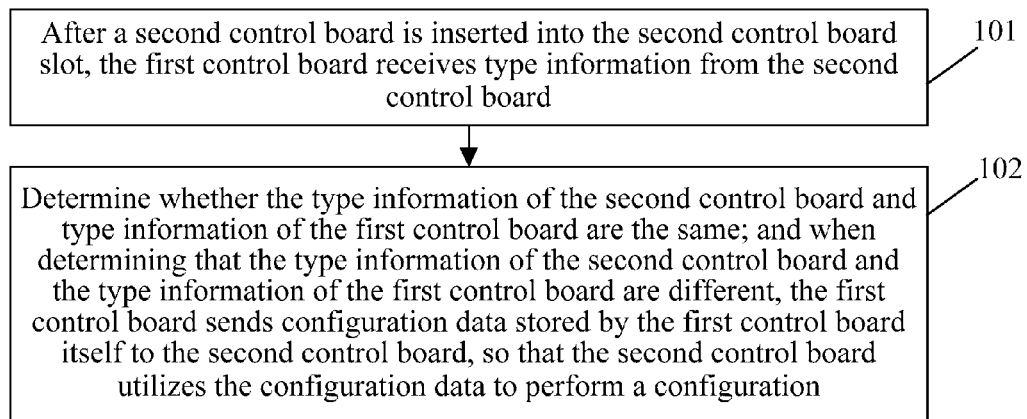 After a second control board is inserted into the second control board
slot, the first control board receives type information from the second
control board
101
Determine whether the type information of the second control board and
type information of the first control board are the same; and when
determining that the type information of the second control board and
the type information of the first control board are different, the first
control board sends configuration data stored by the first control board
itself to the second control board, so that the second control board
utilizes the configuration data to perform a configuration
102